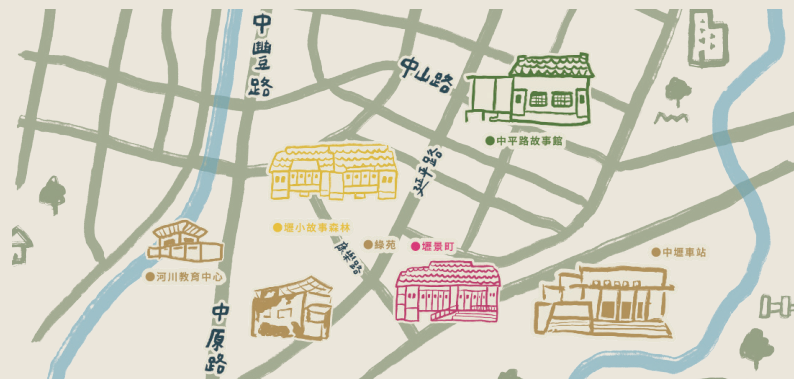 中豐路
中山路
中平路故事館
延平路
壢小故事森林
康樂路
綠苑
壢景町
中壢車站
河川教育中心
中原路